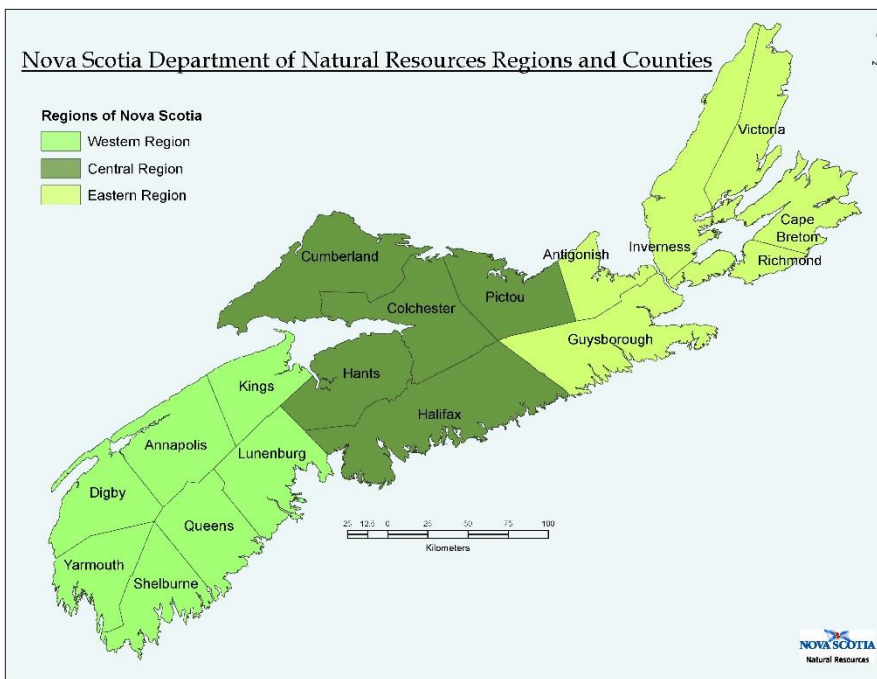 Nova Scotia Department of Natural Resources Regions and Counties
2
Regions of Nova Scotia
Western Region
Central Region
Eastern Region
Victoria
Cape
Breton
Inverness
Richmond
Antigonish
Cumberland
Pictou
Colchester
Guysborough
Hants
Kings
Halifax
Annapolis
Lunenburg
Digby
Queens
Yarmouth
Shelburne
25 12.5 0 25 50 75 100
Kilometers
NOVA SCOTIA
Natural Resources